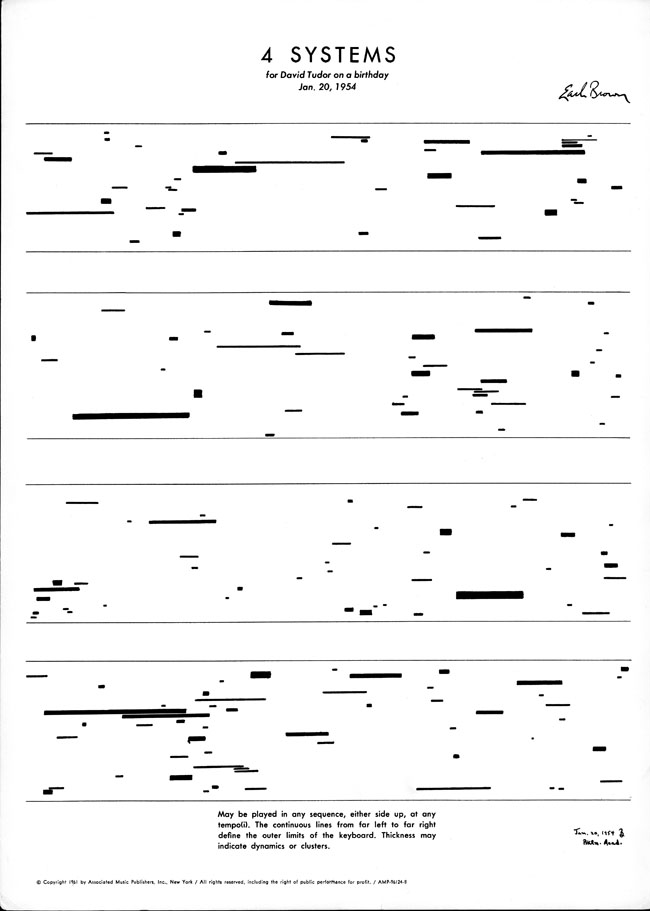 4 SYSTEMS
for David Tudor on a birthday
Jan. 20, 1954
Earle Brown
May be played in any sequence, either side up, at any
tempo(i). The continuous lines from far left to far right
define the outer limits of the keyboard. Thickness may
indicate dynamics or clusters.
Jan. 20, 1954
© Copyright 1961 by Associated Music Publishers, Inc., New York / All rights reserved, including the right of public performance for profit. / AMP-96124-8